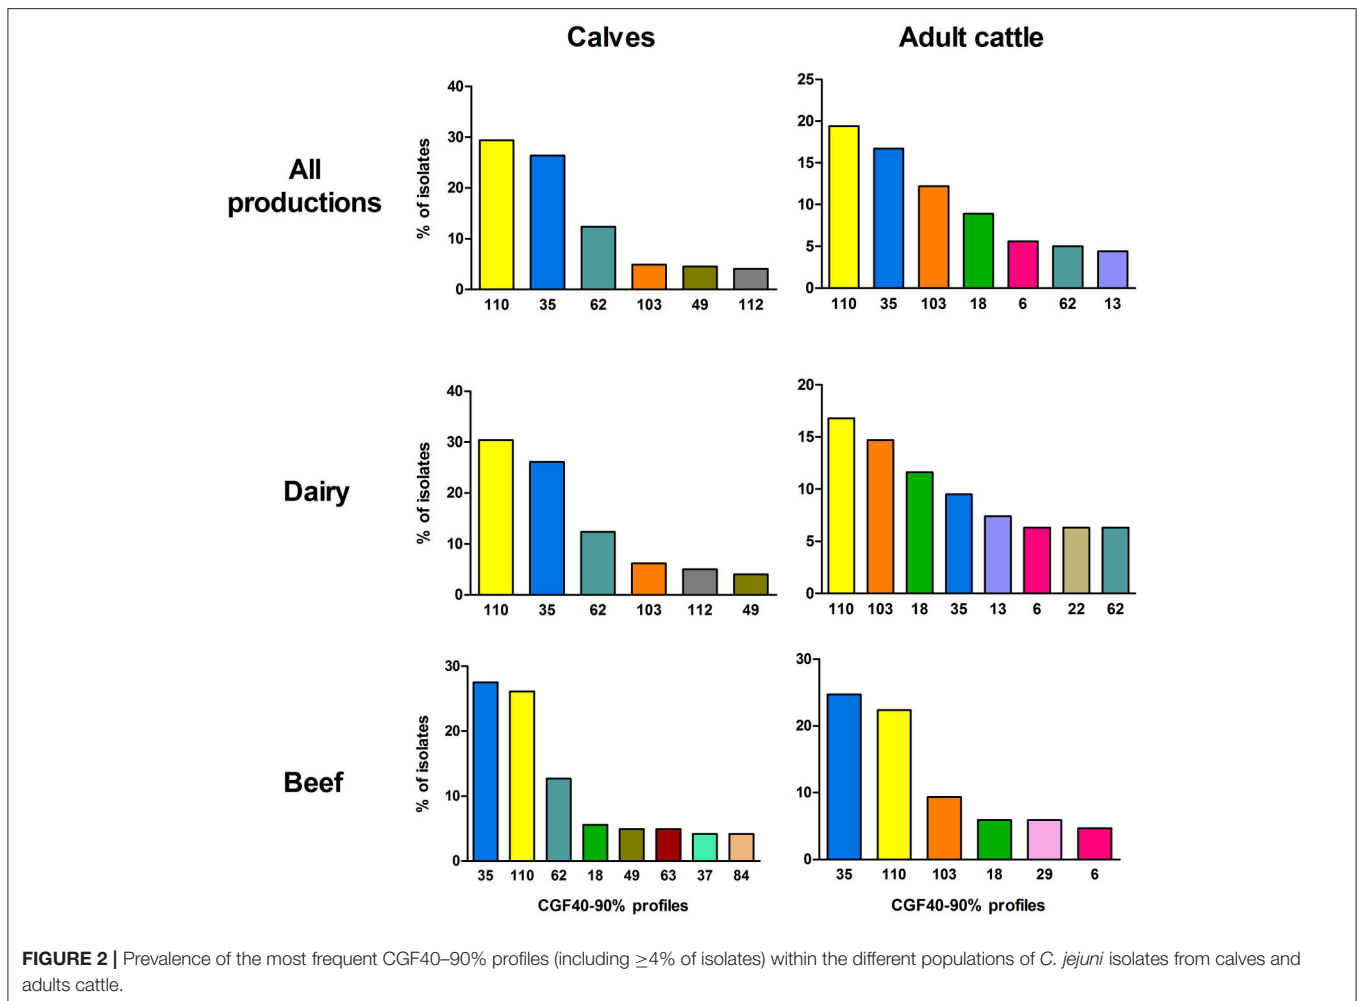 Calves
Adult cattle
All
productions
% of isolates
40
30
20
10
0
110 35 62 103 49 112
25
20
15
10
5
0
110 35 103 18 6 62 13
Dairy
% of isolates
40
30
20
10
0
110 35 62 103 112 49
20
15
10
5
0
110 103 18 35 13 6 22 62
Beef
% of isolates
30
20
10
0
35 110 62 18 49 63 37 84
CGF40-90% profiles
30
20
10
0
35 110 103 18 29 6
CGF40-90% profiles
FIGURE 2 | Prevalence of the most frequent CGF40–90% profiles (including ≥4% of isolates) within the different populations of C. jejuni isolates from calves and
adults cattle.